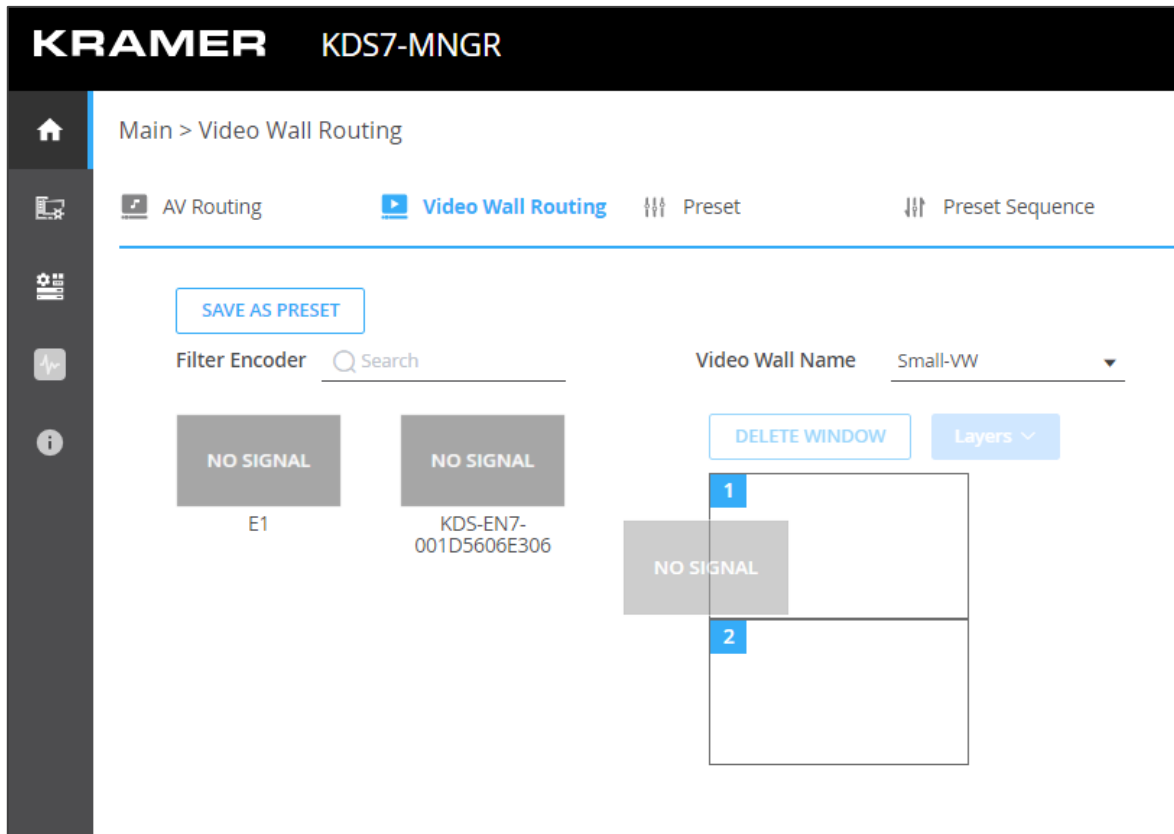 KRAMER KDS7-MNGR
Main > Video Wall Routing
AV Routing Video Wall Routing Preset Preset Sequence
SAVE AS PRESET
Filter Encoder Search Video Wall Name Small-VW
DELETE WINDOW Layers
NO SIGNAL NO SIGNAL
1
E1 KDS-EN7-
001D5606E306
NO SIGNAL
2